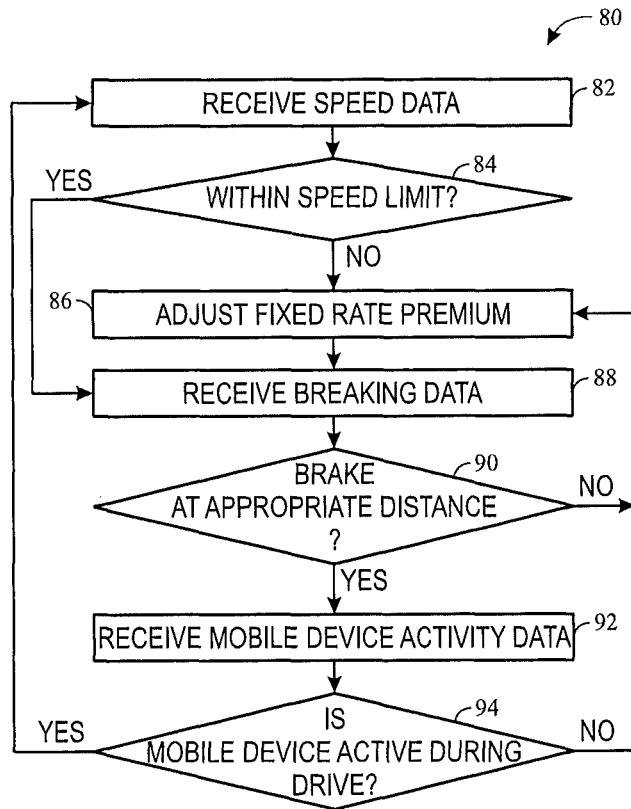 80
RECEIVE SPEED DATA
82
YES
84
WITHIN SPEED LIMIT?
NO
86
ADJUST FIXED RATE PREMIUM
RECEIVE BREAKING DATA
88
BRAKE
AT APPROPRIATE DISTANCE
?
90
NO
YES
RECEIVE MOBILE DEVICE ACTIVITY DATA
92
YES
IS
MOBILE DEVICE ACTIVE DURING
DRIVE?
94
NO